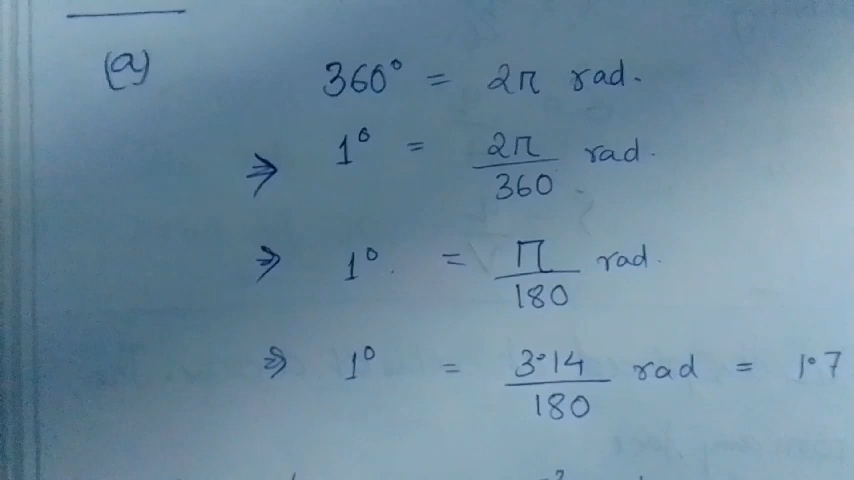 (a) 360° = 2π rad.
⇒ 1° = 2π/360 rad.
⇒ 1° = π/180 rad.
⇒ 1° = 3.14/180 rad = 1.7